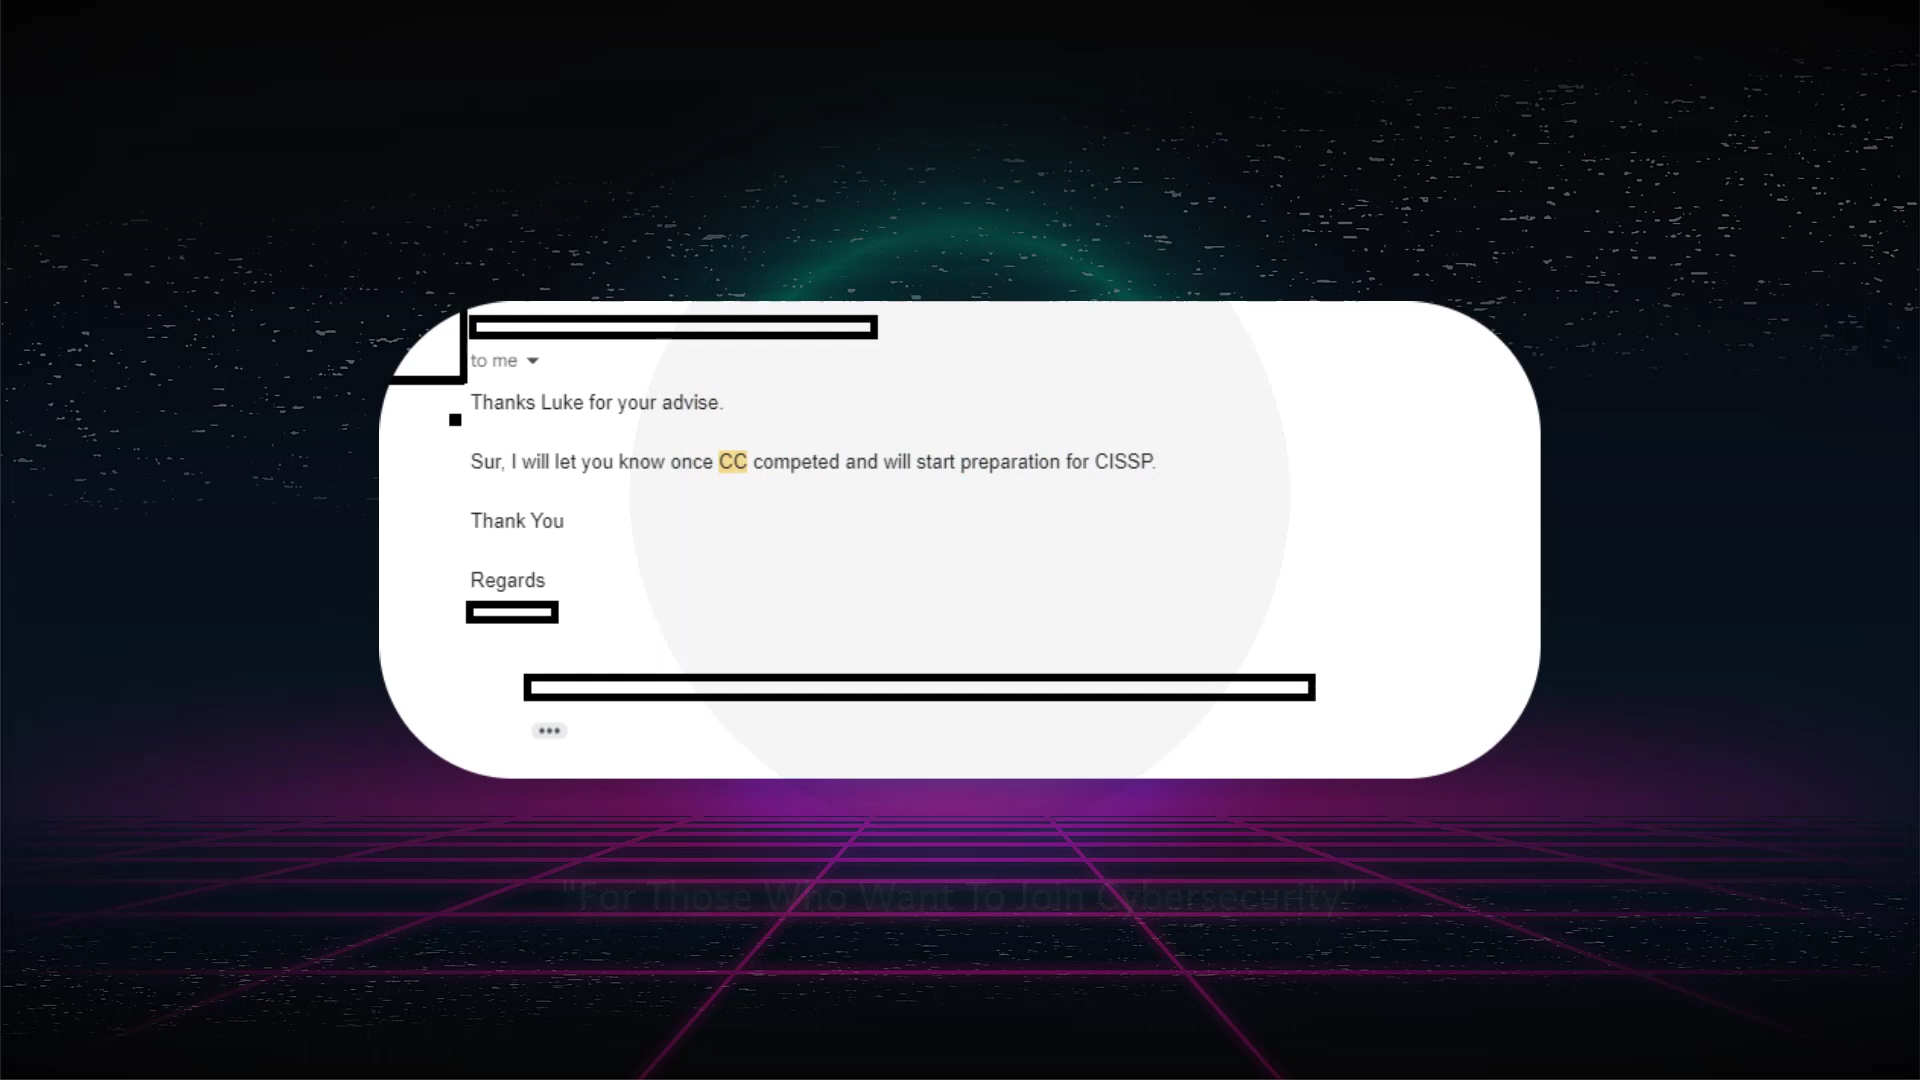 to me
Thanks Luke for your advise.
Sur, I will let you know once CC competed and will start preparation for CISSP.
Thank You
Regards
"For Those Who Want To Join Cybersecurity"